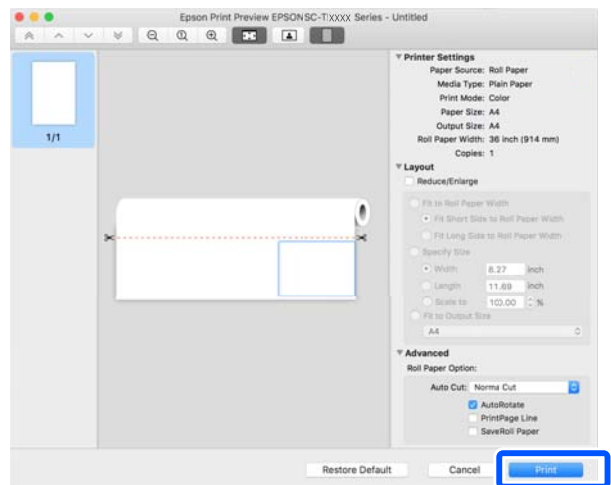 Epson Print Preview EPSONSC-T:XXXX Series - Untitled
1/1
Printer Settings
Paper Source: Roll Paper
Media Type: Plain Paper
Print Mode: Color
Paper Size: A4
Output Size: A4
Roll Paper Width: 36 inch (914 mm)
Copies: 1
Layout
Reduce/Enlarge
Fit to Roll Paper Width
Fit Short Side to Roll Paper Width
Fit Long Side to Roll Paper Width
Specify Size
Width 8.27 inch
Length 11.69 inch
Scale to 100.00 %
Fit to Output Size
A4
Advanced
Roll Paper Option:
Auto Cut: Norma Cut
AutoRotate
PrintPage Line
SaveRoll Paper
Restore Default Cancel Print